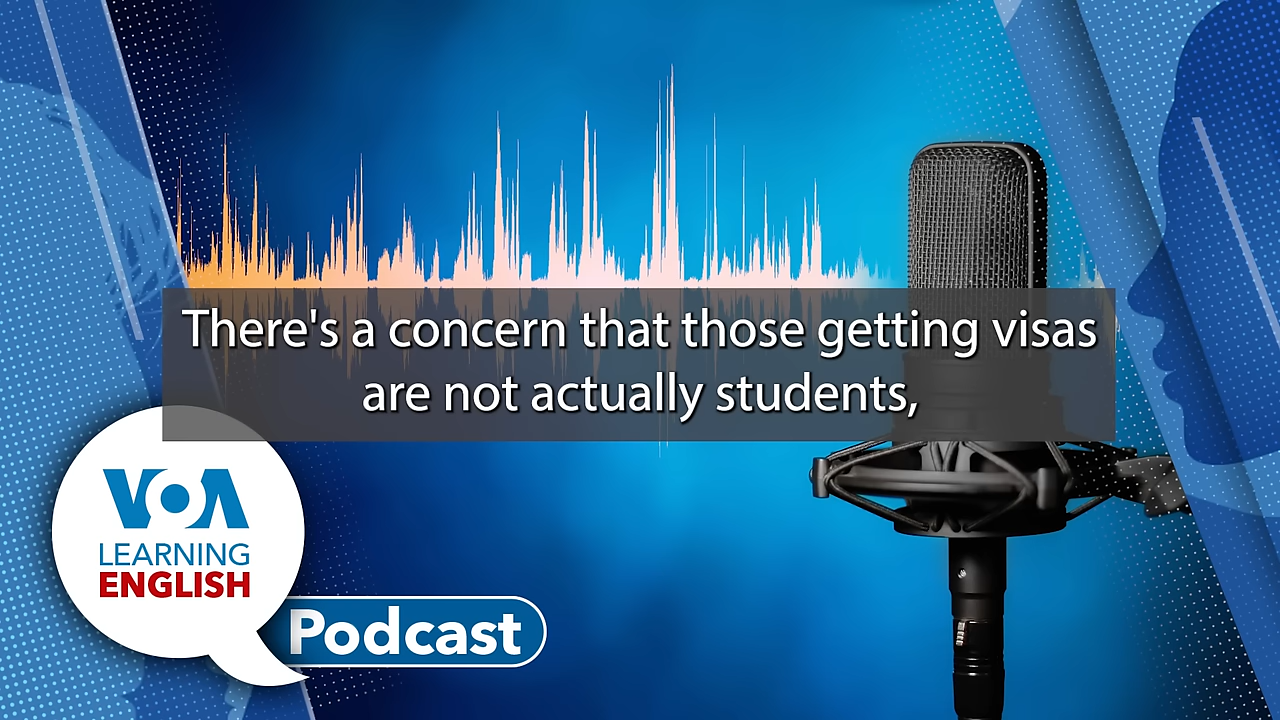 There's a concern that those getting visas
are not actually students,
VOA
LEARNING
ENGLISH
Podcast